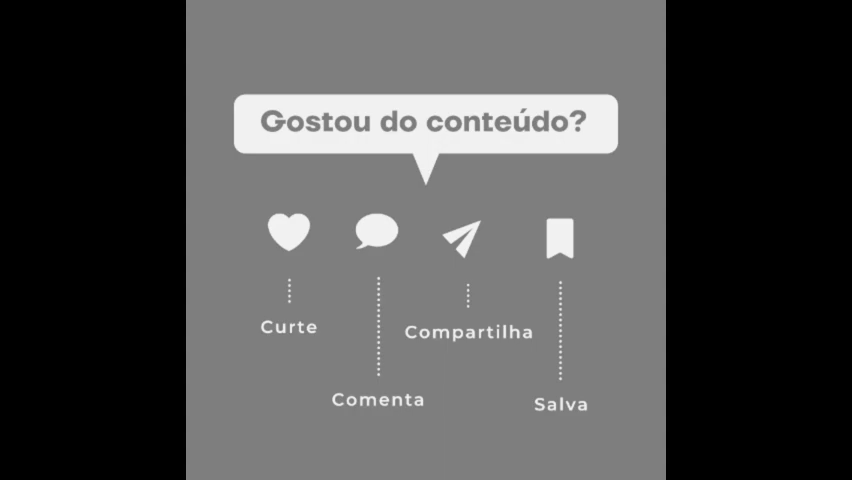 Gostou do conteúdo?
Curte
Compartilha
Comenta
Salva